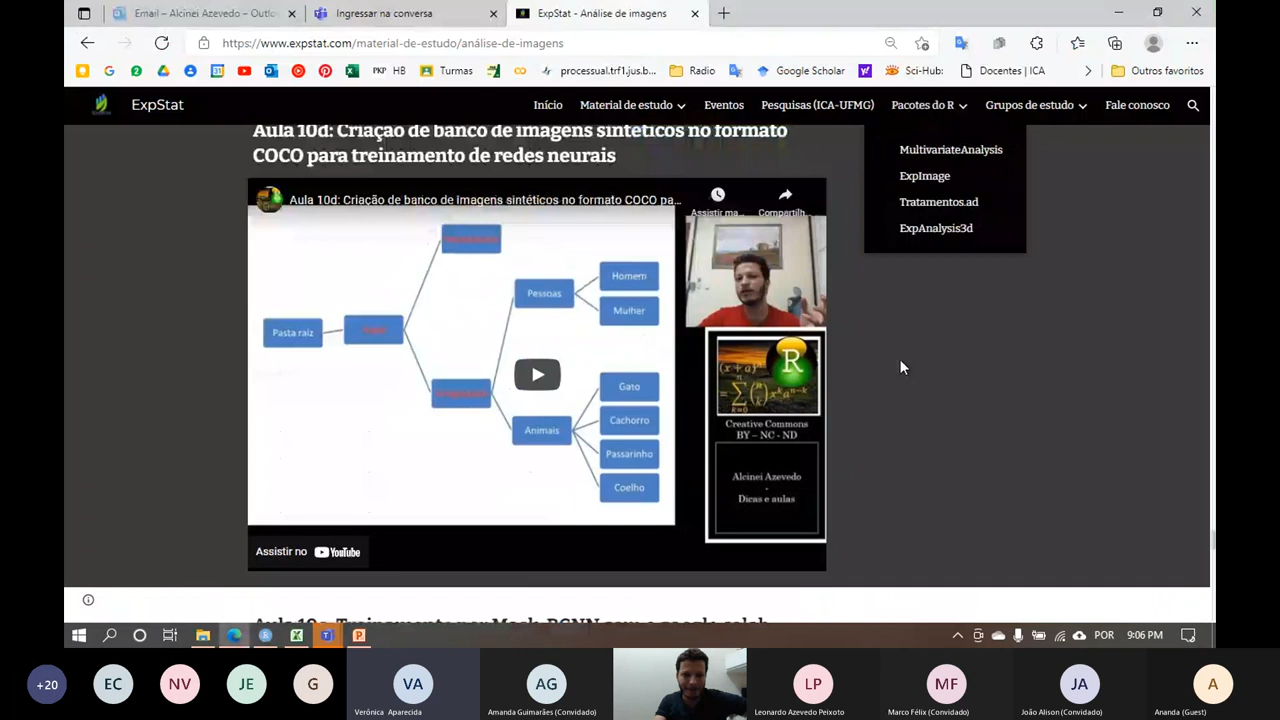 Email – Alcinei Azevedo – Outlo
Ingressar na conversa
ExpStat - Análise de imagens
https://www.expstat.com/material-de-estudo/análise-de-imagens
HB
Turmas
processual.trf1.jus.b...
Radio
Google Scholar
Sci-Hub:
Docentes | ICA
Outros favoritos
ExpStat
Início
Material de estudo
Eventos
Pesquisas (ICA-UFMG)
Pacotes do R
Grupos de estudo
Fale conosco
MultivariateAnalysis
ExpImage
Tratamentos.ad
ExpAnalysis3d
Aula 10d: Criação de banco de imagens sintéticos no formato
COCO para treinamento de redes neurais
Aula 10d: Criação de banco de imagens sintéticos no formato COCO pa...
Assistir ma...
Compartilh...
Pasta raiz
Pessoas
Homem
Mulher
Animais
Gato
Cachorro
Passarinho
Coelho
R
(x + a)^n
= ∑ (n k) x^k a^n-k
k=0
Creative Commons
BY – NC - ND
Alcinei Azevedo
-
Dicas e aulas
Assistir no YouTube
POR
9:06 PM
+20
EC
NV
JE
G
VA
Verônica Aparecida
AG
Amanda Guimarães (Convidado)
LP
Leonardo Azevedo Peixoto
MF
Marco Félix (Convidado)
JA
João Alison (Convidado)
A
Ananda (Guest)